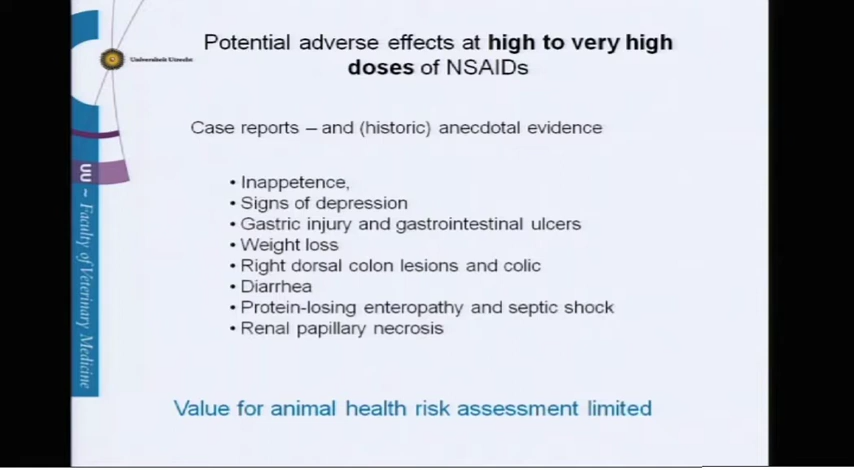 Potential adverse effects at high to very high
doses of NSAIDs
Universiteit Utrecht
Case reports – and (historic) anecdotal evidence
• Inappetence,
• Signs of depression
• Gastric injury and gastrointestinal ulcers
• Weight loss
• Right dorsal colon lesions and colic
• Diarrhea
• Protein-losing enteropathy and septic shock
• Renal papillary necrosis
UU ~ Faculty of Veterinary Medicine
Value for animal health risk assessment limited